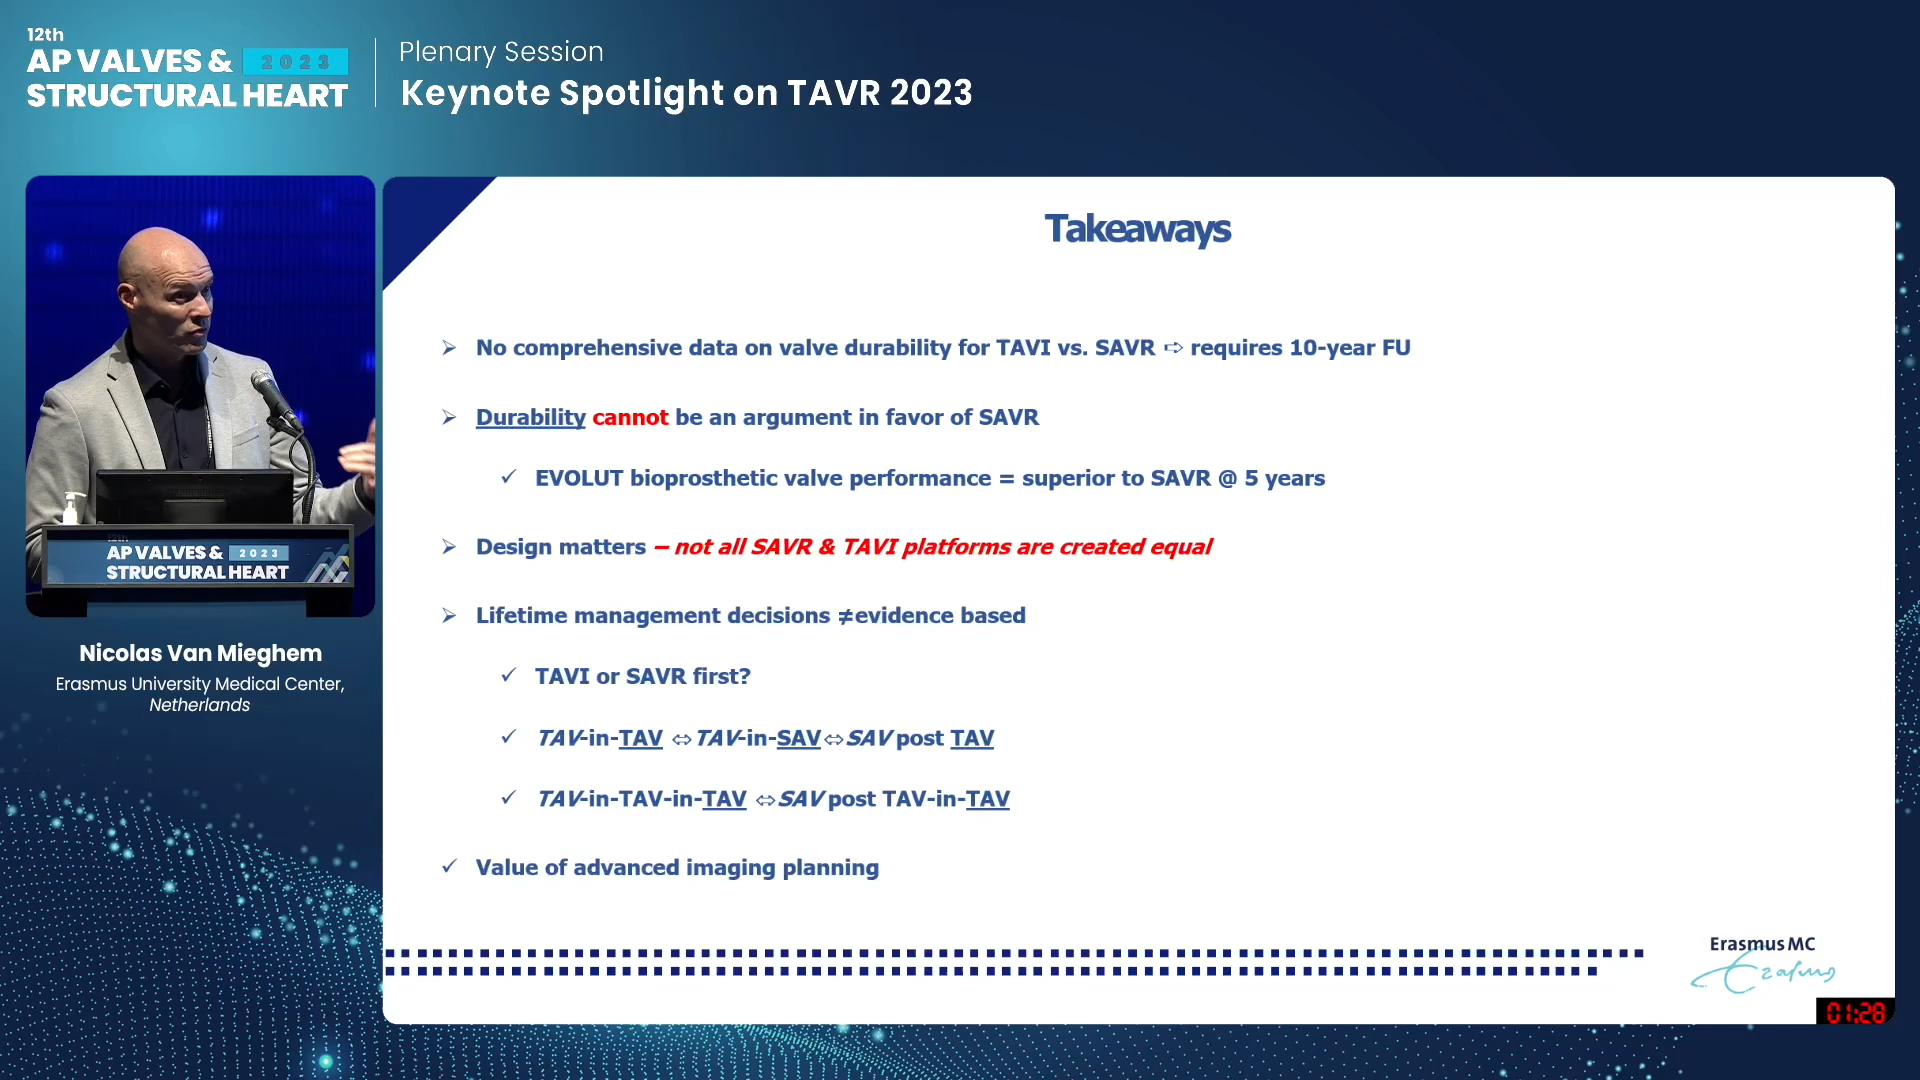 12th
AP VALVES & 2023
STRUCTURAL HEART
Plenary Session
Keynote Spotlight on TAVR 2023
12th
AP VALVES & 2023
STRUCTURAL HEART
Nicolas Van Mieghem
Erasmus University Medical Center,
Netherlands
Takeaways
➢ No comprehensive data on valve durability for TAVI vs. SAVR ⇨ requires 10-year FU
➢ Durability cannot be an argument in favor of SAVR
✓ EVOLUT bioprosthetic valve performance = superior to SAVR @ 5 years
➢ Design matters – not all SAVR & TAVI platforms are created equal
➢ Lifetime management decisions ≠evidence based
✓ TAVI or SAVR first?
✓ TAV-in-TAV ⇔ TAV-in-SAV⇔SAV post TAV
✓ TAV-in-TAV-in-TAV ⇔SAV post TAV-in-TAV
✓ Value of advanced imaging planning
Erasmus MC
Erasmus
01:28